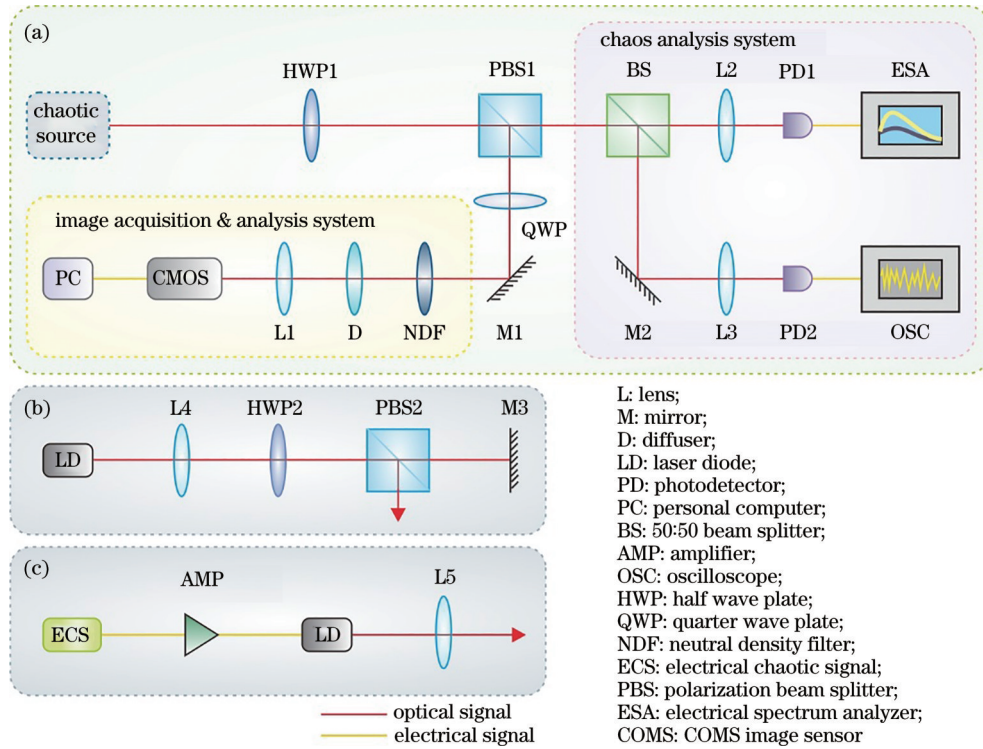 (a)
chaos analysis system
HWP1
PBS1
BS
L2
PD1
ESA
chaotic
source
image acquisition & analysis system
QWP
PC
CMOS
L1
D
NDF
M1
M2
L3
PD2
OSC
(b)
L4
HWP2
PBS2
M3
LD
(c)
AMP
L5
ECS
LD
optical signal
electrical signal
L: lens;
M: mirror;
D: diffuser;
LD: laser diode;
PD: photodetector;
PC: personal computer;
BS: 50:50 beam splitter;
AMP: amplifier;
OSC: oscilloscope;
HWP: half wave plate;
QWP: quarter wave plate;
NDF: neutral density filter;
ECS: electrical chaotic signal;
PBS: polarization beam splitter;
ESA: electrical spectrum analyzer;
COMS: COMS image sensor